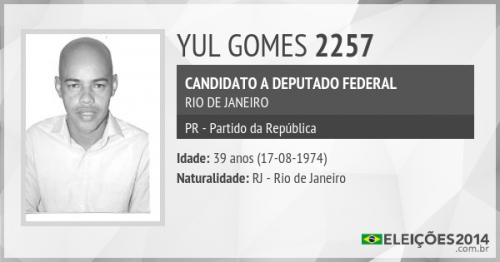 YUL GOMES 2257
CANDIDATO A DEPUTADO FEDERAL
RIO DE JANEIRO
PR - Partido da República
Idade: 39 anos (17-08-1974)
Naturalidade: RJ - Rio de Janeiro
ELEIÇÕES2014
.com.br